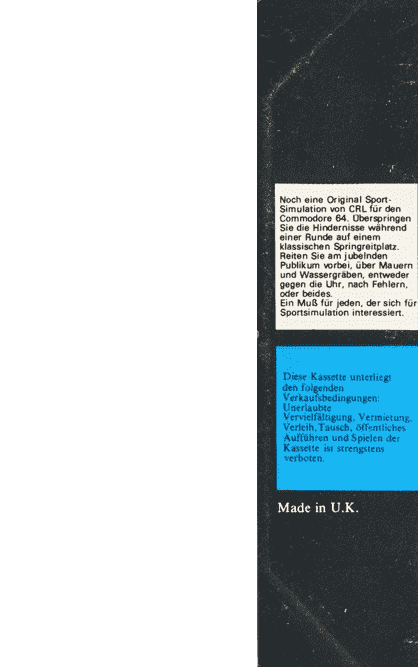 Noch eine Original Sport-
Simulation von CRL für den
Commodore 64. Überspringen
Sie die Hindernisse während
einer Runde auf einem
klassischen Springreitplatz.
Reiten Sie am jubelnden
Publikum vorbei, über Mauern
und Wassergräben, entweder
gegen die Uhr, nach Fehlern,
oder beides.
Ein Muß für jeden, der sich für
Sportsimulation interessiert.
Diese Kassette unterliegt
den folgenden
Verkaufsbedingungen:
Unerlaubte
Vervielfältigung, Vermietung,
Verleih, Tausch, öffentliches
Aufführen und Spielen der
Kassette ist strengstens
verboten.
Made in U.K.